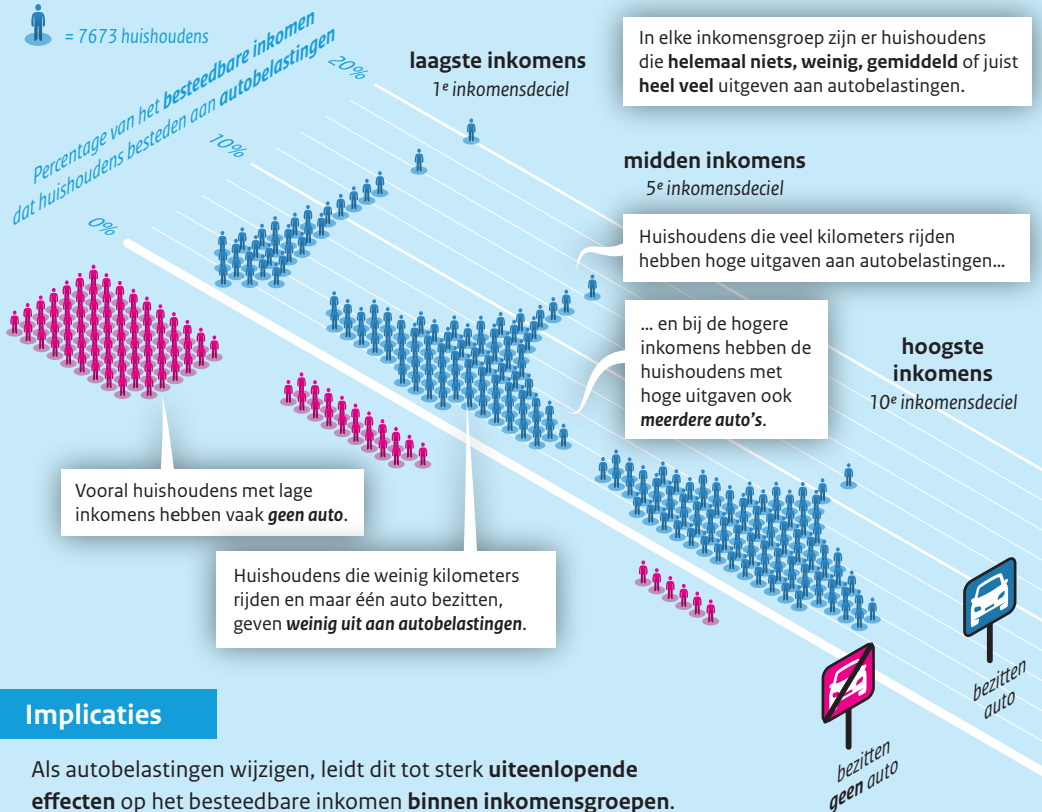 = 7673 huishoudens
Percentage van het besteedbare inkomen
dat huishoudens besteden aan autobelastingen
20%
10%
0%
laagste inkomens
1e inkomensdeciel
In elke inkomensgroep zijn er huishoudens
die helemaal niets, weinig, gemiddeld of juist
heel veel uitgeven aan autobelastingen.
midden inkomens
5e inkomensdeciel
Huishoudens die veel kilometers rijden
hebben hoge uitgaven aan autobelastingen...
... en bij de hogere
inkomens hebben de
huishoudens met
hoge uitgaven ook
meerdere auto's.
hoogste
inkomens
10e inkomensdeciel
Vooral huishoudens met lage
inkomens hebben vaak geen auto.
Huishoudens die weinig kilometers
rijden en maar één auto bezitten,
geven weinig uit aan autobelastingen.
bezitten
auto
bezitten
geen auto
Implicaties
Als autobelastingen wijzigen, leidt dit tot sterk uiteenlopende
effecten op het besteedbare inkomen binnen inkomensgroepen.